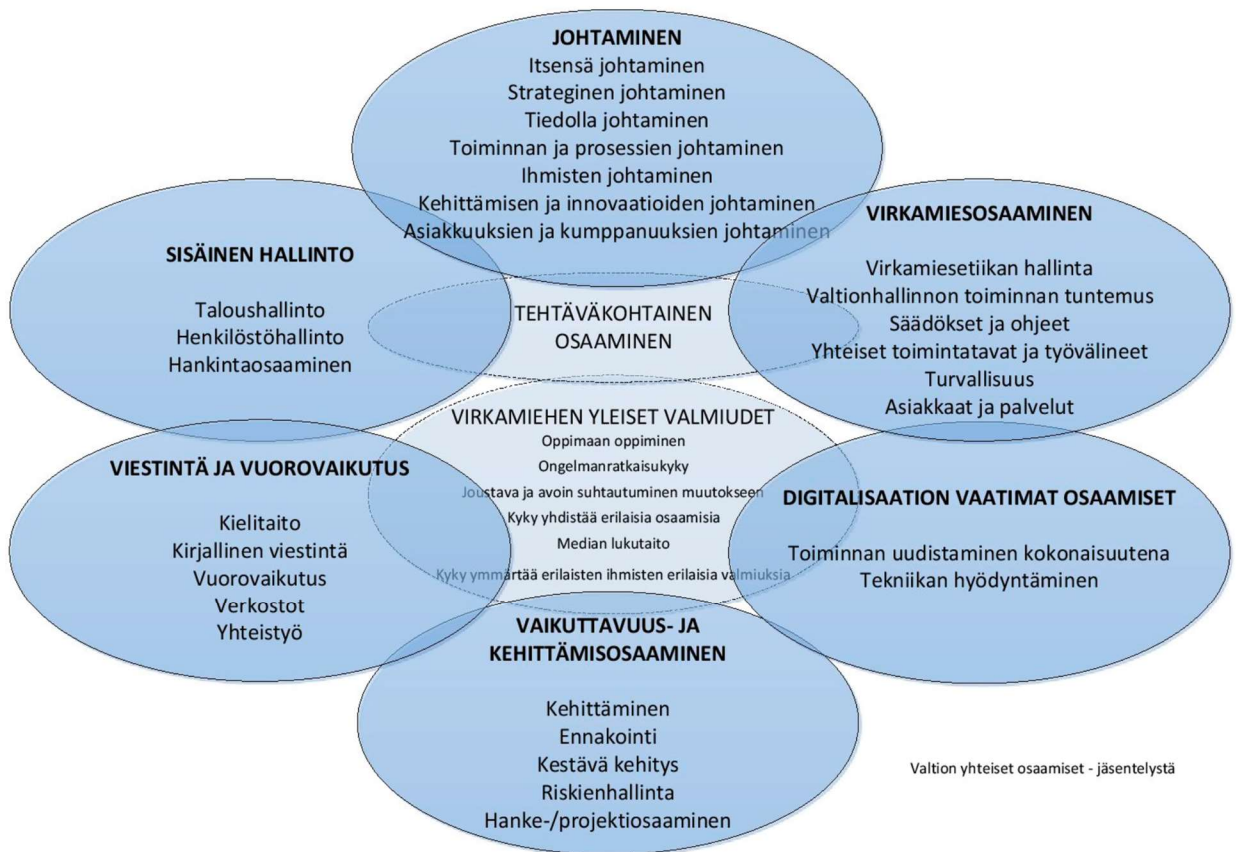 JOHTAMINEN
Itsensä johtaminen
Strateginen johtaminen
Tiedolla johtaminen
Toiminnan ja prosessien johtaminen
Ihmisten johtaminen
Kehittämisen ja innovaatioiden johtaminen
Asiakkuuksien ja kumppanuuksien johtaminen
SISÄINEN HALLINTO
Taloushallinto
Henkilöstöhallinto
Hankintaosaaminen
TEHTÄVÄKOHTAINEN
OSAAMINEN
VIRKAMIESOSAAMINEN
Virkamiesetiikan hallinta
Valtionhallinnon toiminnan tuntemus
Säädökset ja ohjeet
Yhteiset toimintatavat ja työvälineet
Turvallisuus
Asiakkaat ja palvelut
VIRKAMIEHEN YLEISET VALMIUDET
Oppimaan oppiminen
Ongelmanratkaisukyky
Joustava ja avoin suhtautuminen muutokseen
Kyky yhdistää erilaisia osaamisia
Median lukutaito
Kyky ymmärtää erilaisten ihmisten erilaisia valmiuksia
VIESTINTÄ JA VUOROVAIKUTUS
Kielitaito
Kirjallinen viestintä
Vuorovaikutus
Verkostot
Yhteistyö
DIGITALISAATION VAATIMAT OSAAMISET
Toiminnan uudistaminen kokonaisuutena
Tekniikan hyödyntäminen
VAIKUTTAVUUS- JA
KEHITTÄMISOSAAMINEN
Kehittäminen
Ennakointi
Kestävä kehitys
Riskienhallinta
Hanke-/projektiosaaminen
Valtion yhteiset osaamiset - jäsentelystä